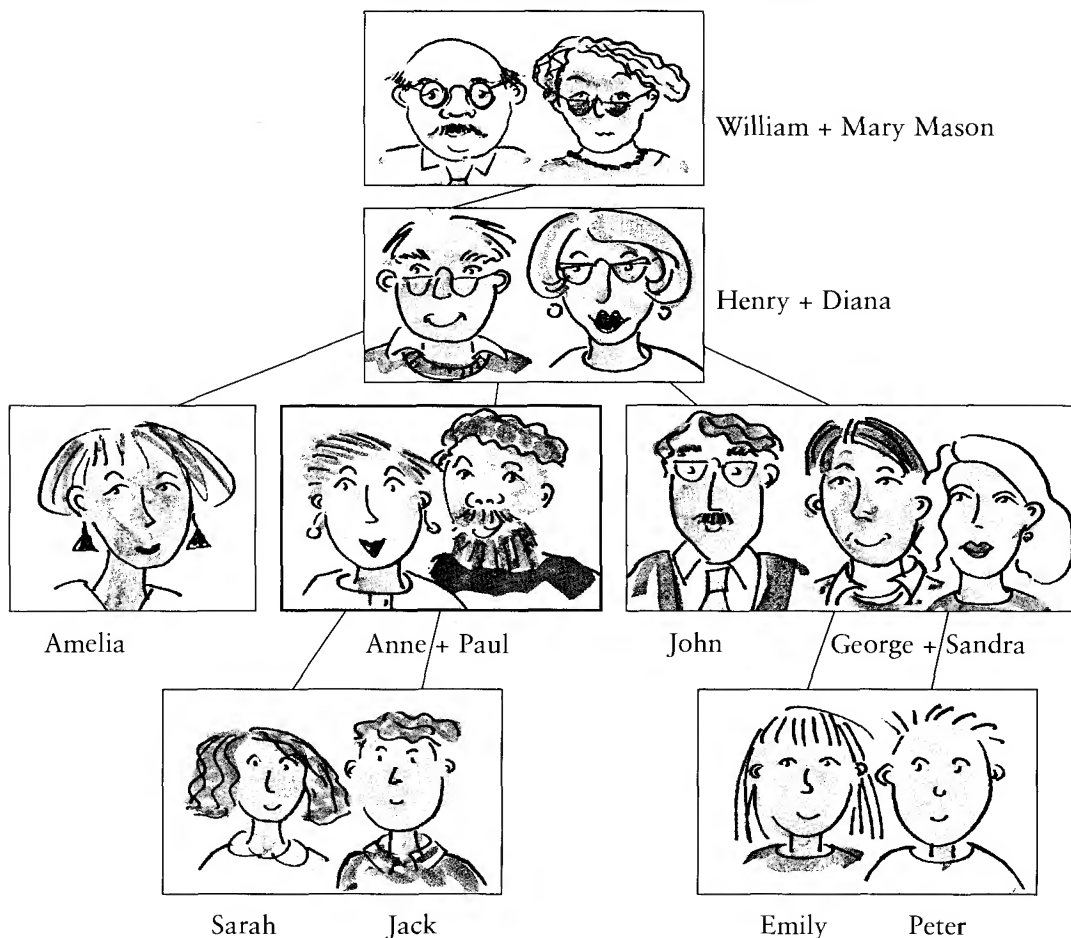 William + Mary Mason
Henry + Diana
Amelia
Anne + Paul
John
George + Sandra
Sarah
Jack
Emily
Peter